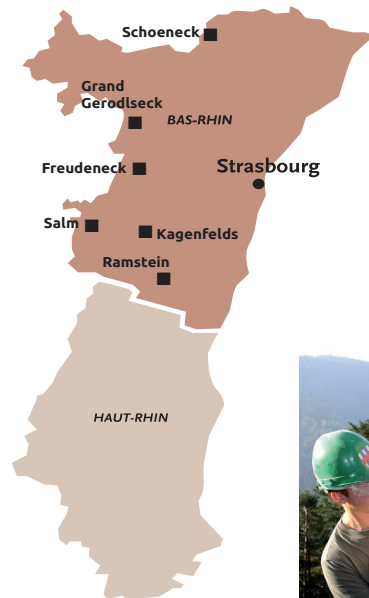 Schoeneck
Grand
Gerodlseck
BAS-RHIN
Freudeneck
Strasbourg
Salm
Kagenfelds
Ramstein
HAUT-RHIN